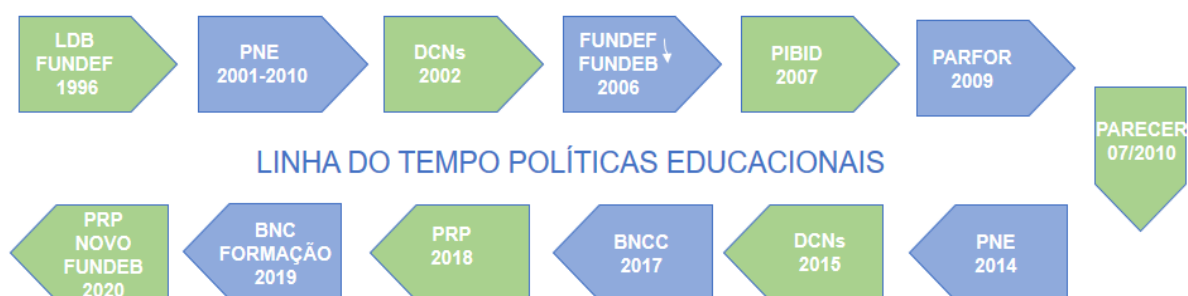 LDB
FUNDEF
1996
PNE
2001-2010
DCNs
2002
FUNDEF
FUNDEB
2006
PIBID
2007
PARFOR
2009
PARECER
07/2010
LINHA DO TEMPO POLÍTICAS EDUCACIONAIS
PNE
2014
DCNs
2015
BNCC
2017
PRP
2018
BNC
FORMAÇÃO
2019
PRP
NOVO
FUNDEB
2020